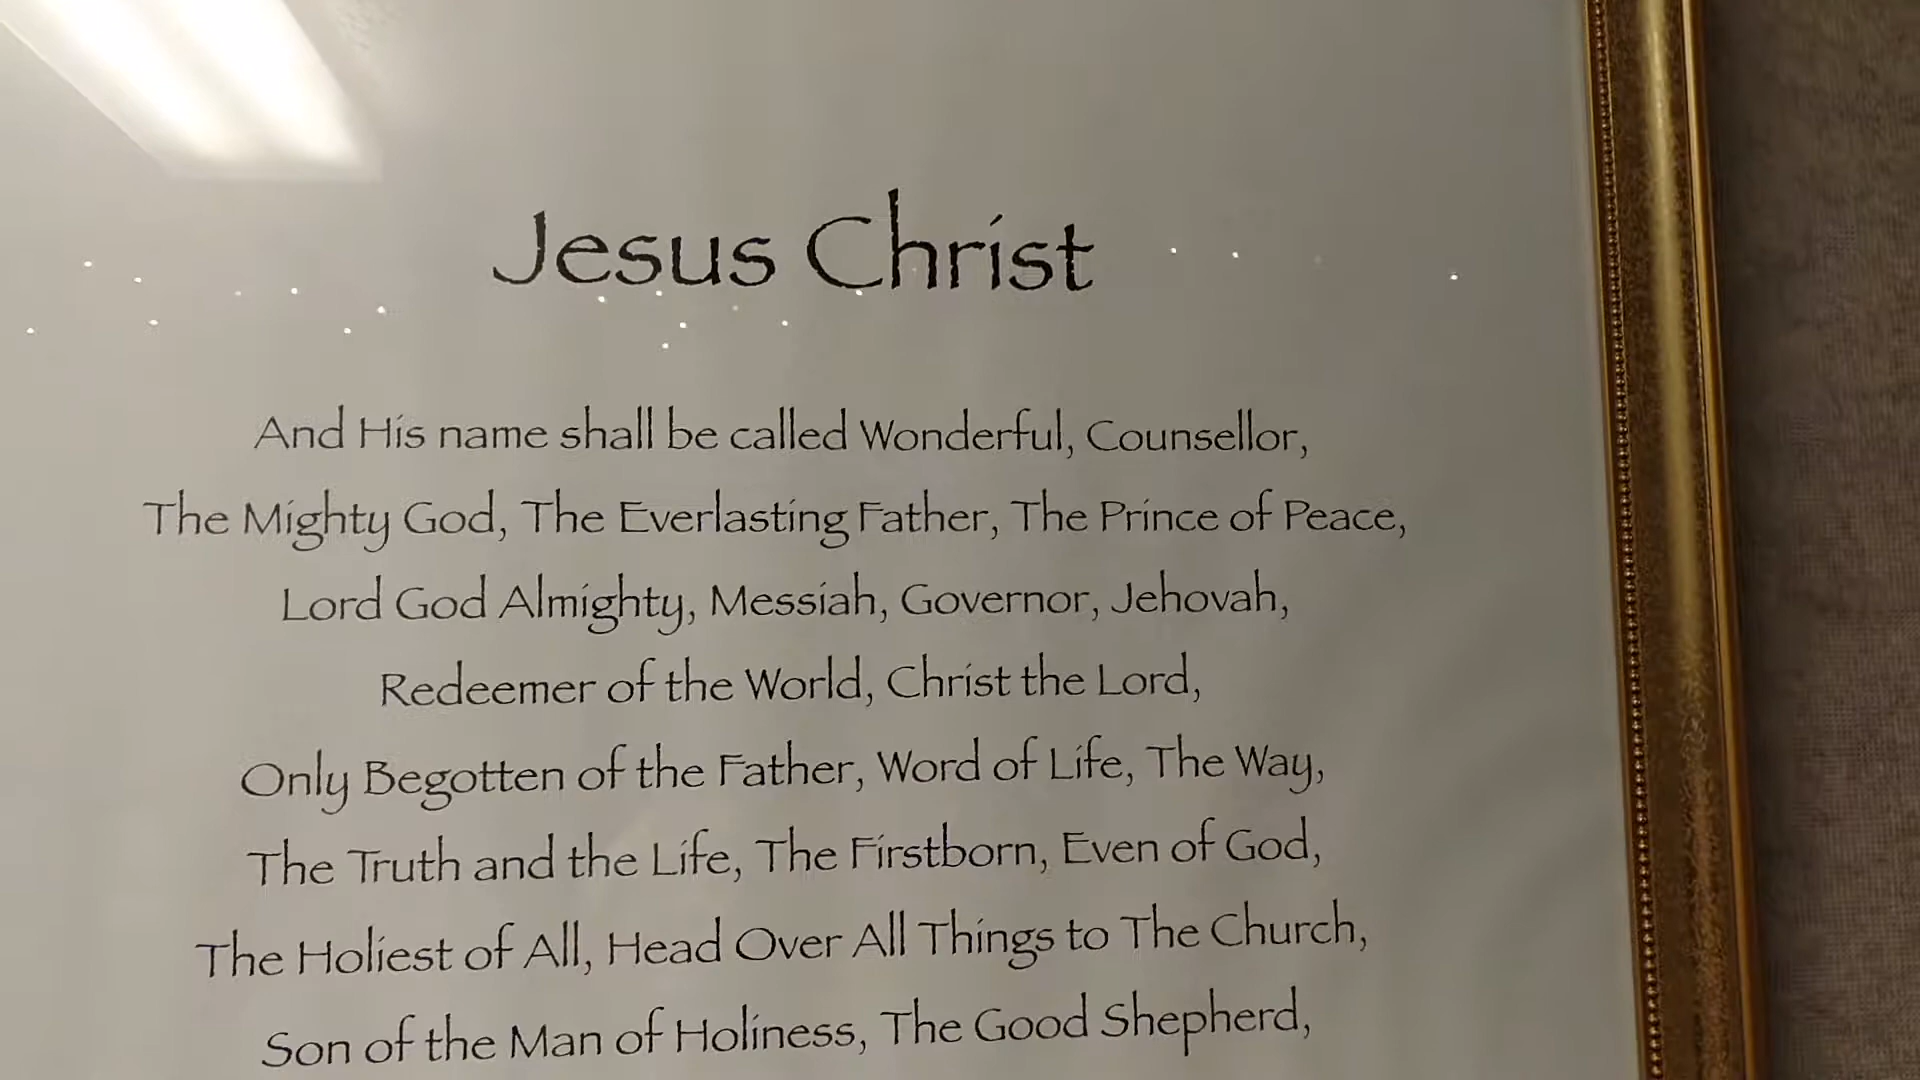 Jesus Christ
And His name shall be called Wonderful, Counsellor,
The Mighty God, The Everlasting Father, The Prince of Peace,
Lord God Almighty, Messiah, Governor, Jehovah,
Redeemer of the World, Christ the Lord,
Only Begotten of the Father, Word of Life, The Way,
The Truth and the Life, The Firstborn, Even of God,
The Holiest of All, Head Over All Things to The Church,
Son of the Man of Holiness, The Good Shepherd,